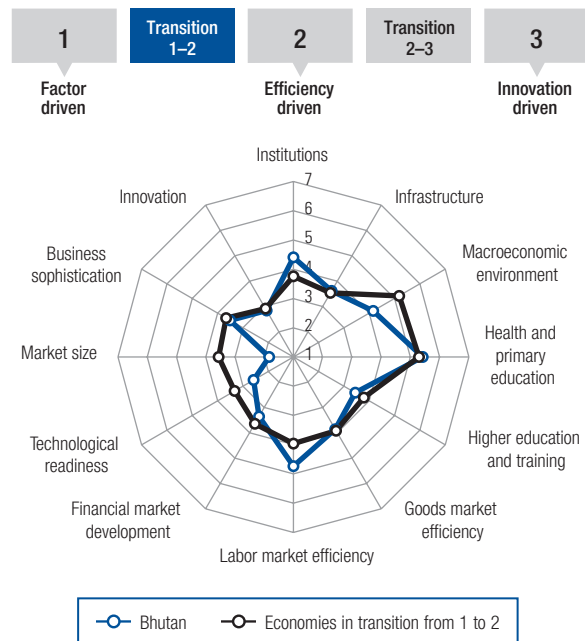 1
Transition
1–2
2
Transition
2–3
3
Factor
driven
Efficiency
driven
Innovation
driven
Institutions
7
Innovation
Infrastructure
6
5
Business
sophistication
Macroeconomic
environment
4
3
2
Market size
1
Health and
primary
education
Technological
readiness
Higher education
and training
Financial market
development
Goods market
efficiency
Labor market efficiency
Bhutan
Economies in transition from 1 to 2